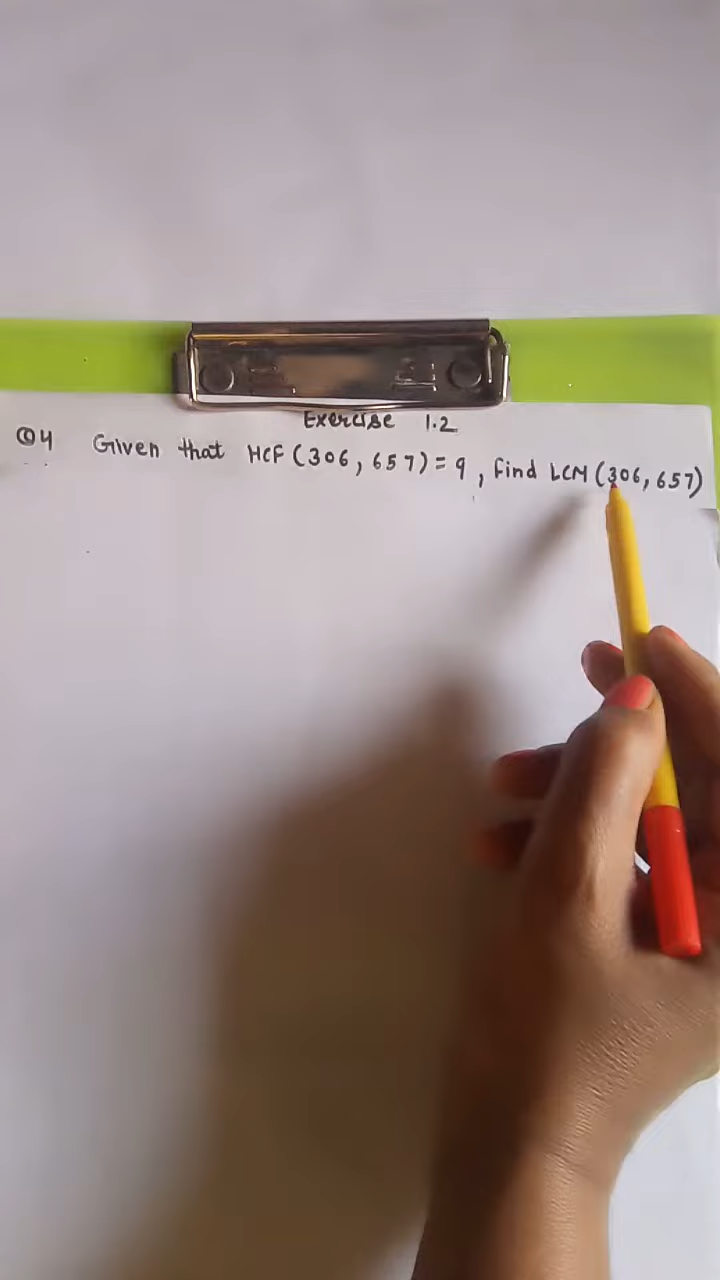 Exercise 1.2
Q4 Given that HCF (306, 657) = 9, find LCM (306, 657)